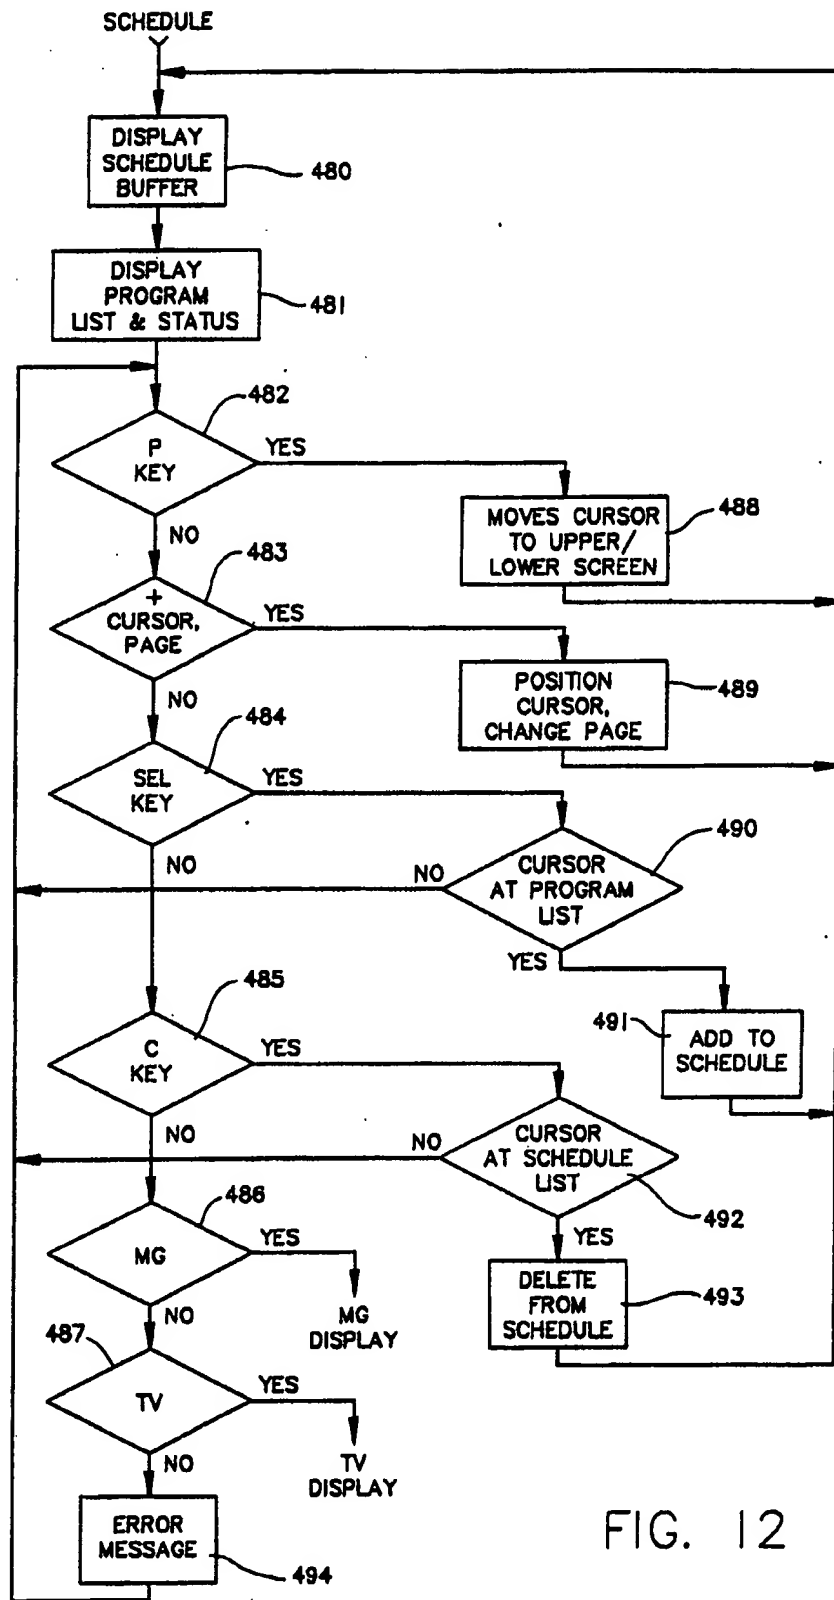 SCHEDULE
DISPLAY
SCHEDULE
BUFFER
480
DISPLAY
PROGRAM
LIST & STATUS
481
482
P
KEY
YES
NO
MOVES CURSOR
TO UPPER/
LOWER SCREEN
488
483
+
CURSOR,
PAGE
YES
NO
POSITION
CURSOR,
CHANGE PAGE
489
484
SEL
KEY
YES
NO
490
CURSOR
AT PROGRAM
LIST
NO
YES
491
ADD TO
SCHEDULE
485
C
KEY
YES
NO
CURSOR
AT SCHEDULE
LIST
NO
492
YES
486
MG
YES
NO
MG
DISPLAY
DELETE
FROM
SCHEDULE
493
487
TV
YES
NO
TV
DISPLAY
ERROR
MESSAGE
494
FIG. 12